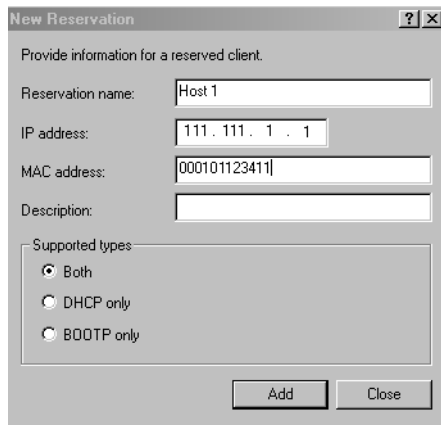 New Reservation
Provide information for a reserved client.
Reservation name: Host 1
IP address: 111 . 111 . 1 . 1
MAC address: 000101123411
Description:
Supported types
Both
DHCP only
BOOTP only
Add Close